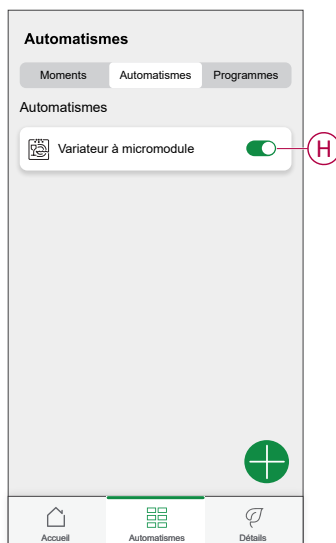 Automatismes
Moments Automatismes Programmes
Automatismes
Variateur à micromodule
H
Accueil Automatismes Détails